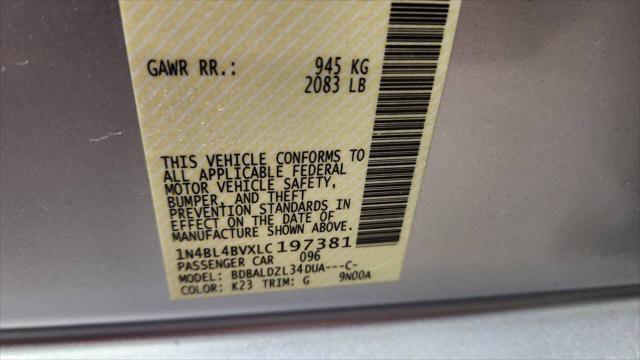 GAWR RR.: 945 KG
2083 LB
THIS VEHICLE CONFORMS TO
ALL APPLICABLE FEDERAL
MOTOR VEHICLE SAFETY,
BUMPER, AND THEFT
PREVENTION STANDARDS IN
EFFECT ON THE DATE OF
MANUFACTURE SHOWN ABOVE.
1N4BL4BVXLC197381
PASSENGER CAR 096
MODEL: BDBALDZL34DUA---C-
COLOR: K23 TRIM: G 9N00A